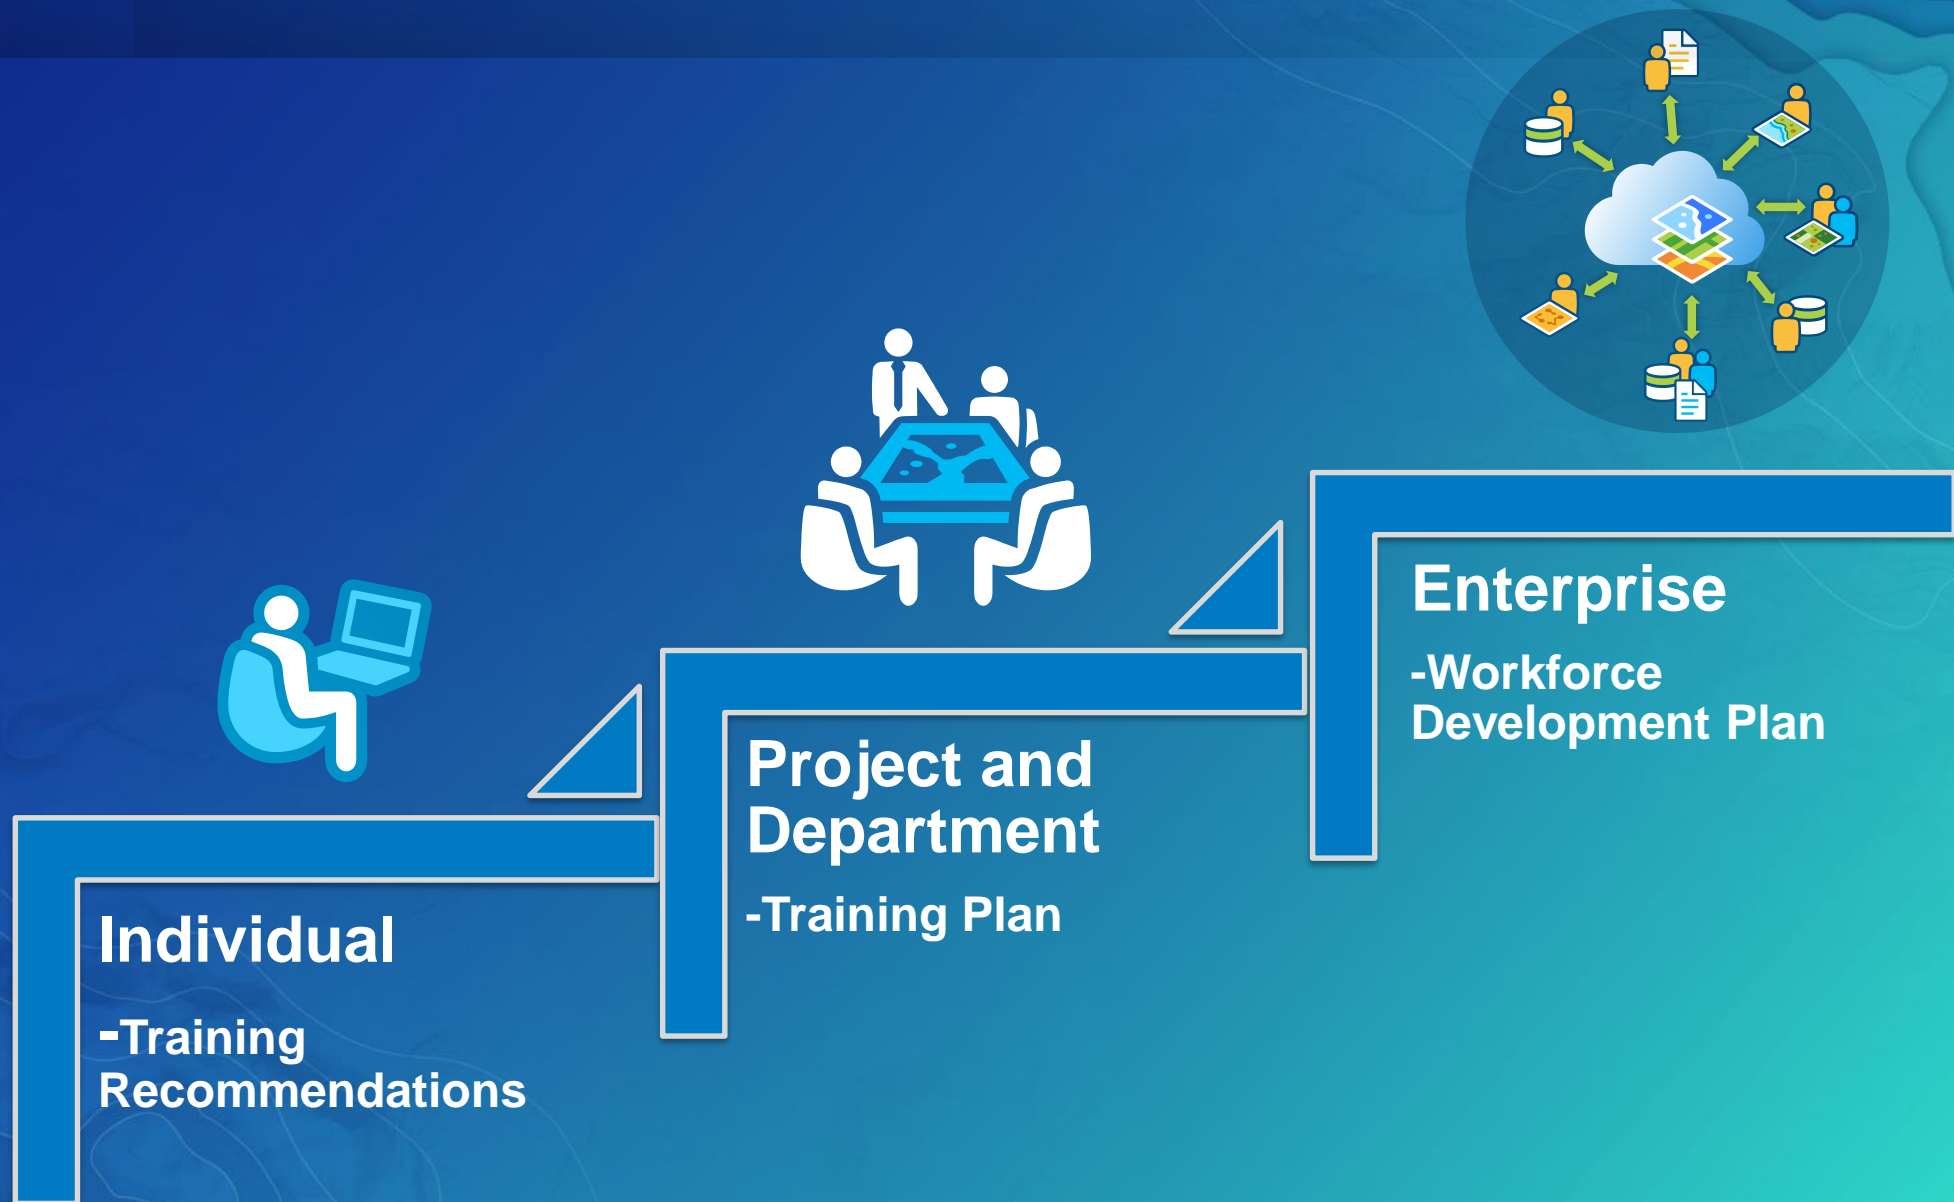 Individual
-Training
Recommendations
Project and
Department
-Training Plan
Enterprise
-Workforce
Development Plan